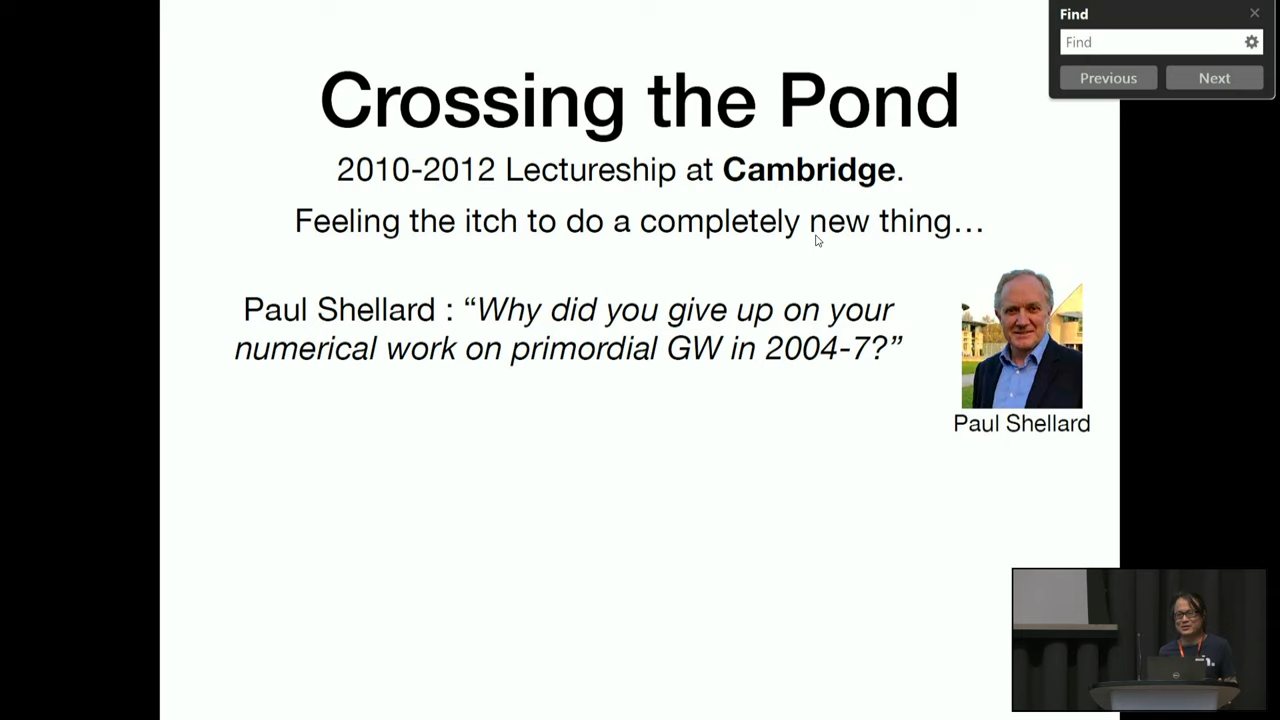 Find
Find
Previous
Next
Crossing the Pond
2010-2012 Lectureship at Cambridge.
Feeling the itch to do a completely new thing…
Paul Shellard : “Why did you give up on your
numerical work on primordial GW in 2004-7?”
Paul Shellard